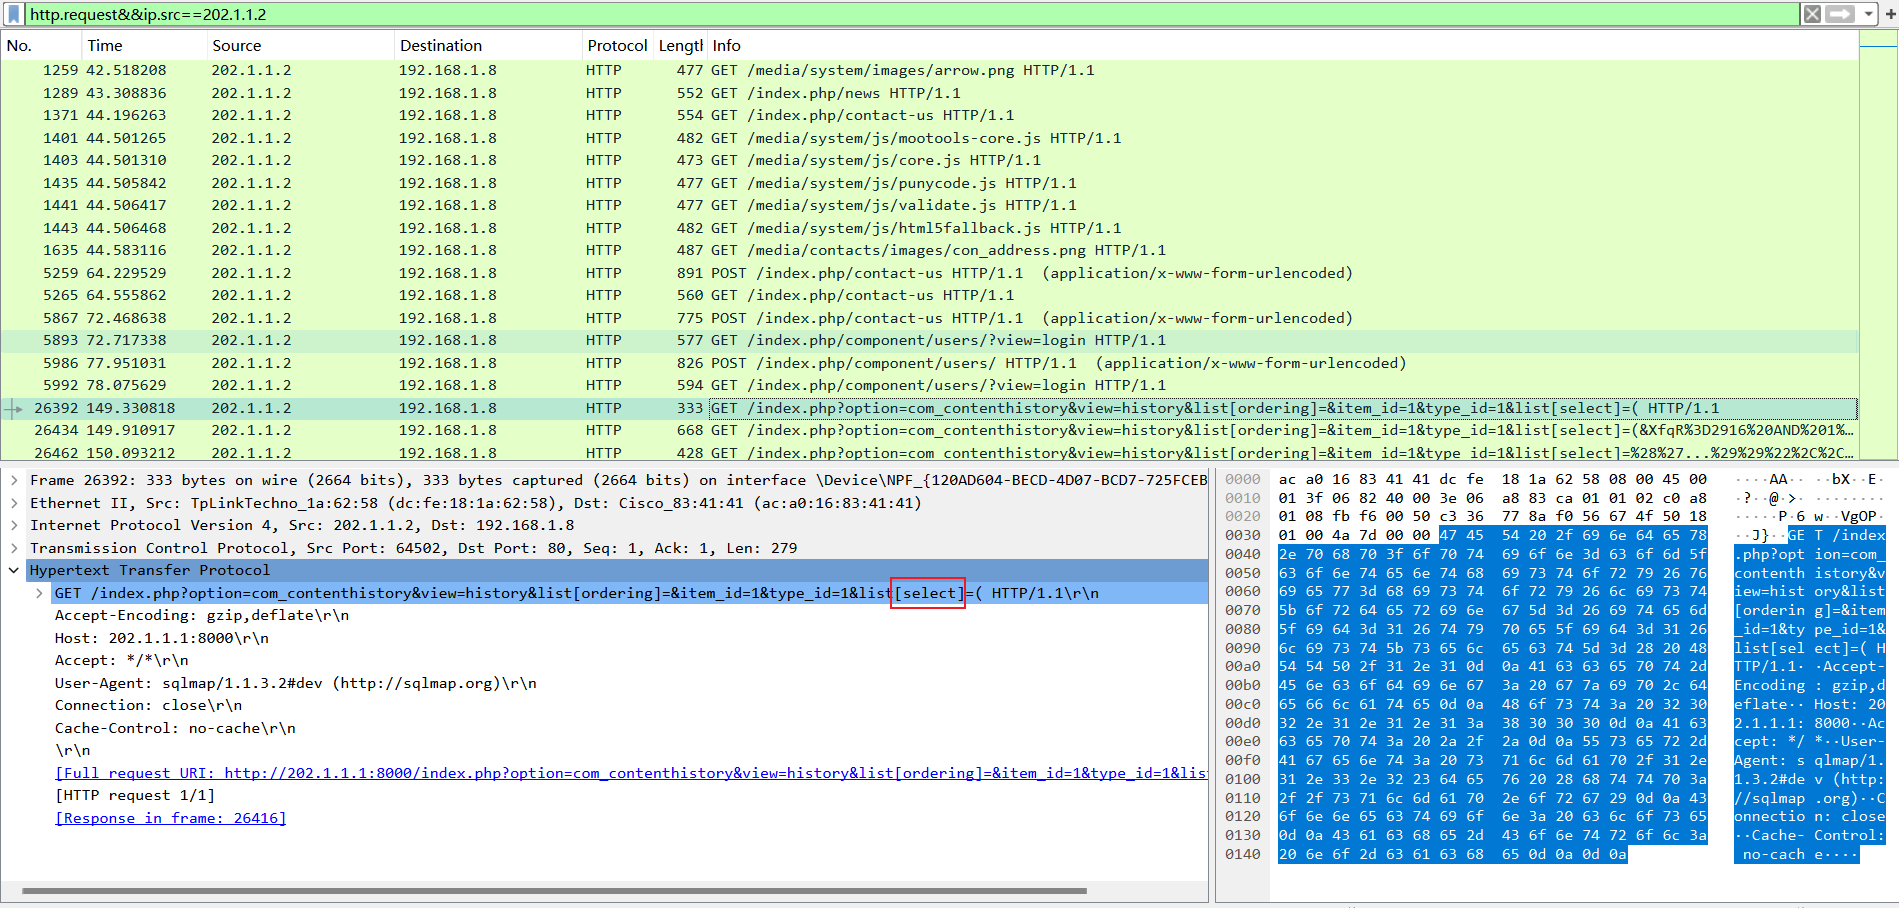 http.request&&ip.src==202.1.1.2
No. Time Source Destination Protocol Length Info
1259 42.518208 202.1.1.2 192.168.1.8 HTTP 477 GET /media/system/images/arrow.png HTTP/1.1
1289 43.308836 202.1.1.2 192.168.1.8 HTTP 552 GET /index.php/news HTTP/1.1
1371 44.196263 202.1.1.2 192.168.1.8 HTTP 554 GET /index.php/contact-us HTTP/1.1
1401 44.501265 202.1.1.2 192.168.1.8 HTTP 482 GET /media/system/js/mootools-core.js HTTP/1.1
1403 44.501310 202.1.1.2 192.168.1.8 HTTP 473 GET /media/system/js/core.js HTTP/1.1
1435 44.505842 202.1.1.2 192.168.1.8 HTTP 477 GET /media/system/js/punycode.js HTTP/1.1
1441 44.506417 202.1.1.2 192.168.1.8 HTTP 477 GET /media/system/js/validate.js HTTP/1.1
1443 44.506468 202.1.1.2 192.168.1.8 HTTP 482 GET /media/system/js/html5fallback.js HTTP/1.1
1635 44.583116 202.1.1.2 192.168.1.8 HTTP 487 GET /media/contacts/images/con_address.png HTTP/1.1
5259 64.229529 202.1.1.2 192.168.1.8 HTTP 891 POST /index.php/contact-us HTTP/1.1  (application/x-www-form-urlencoded)
5265 64.555862 202.1.1.2 192.168.1.8 HTTP 560 GET /index.php/contact-us HTTP/1.1
5867 72.468638 202.1.1.2 192.168.1.8 HTTP 775 POST /index.php/contact-us HTTP/1.1  (application/x-www-form-urlencoded)
5893 72.717338 202.1.1.2 192.168.1.8 HTTP 577 GET /index.php/component/users/?view=login HTTP/1.1
5986 77.951031 202.1.1.2 192.168.1.8 HTTP 826 POST /index.php/component/users/ HTTP/1.1  (application/x-www-form-urlencoded)
5992 78.075629 202.1.1.2 192.168.1.8 HTTP 594 GET /index.php/component/users/?view=login HTTP/1.1
26392 149.330818 202.1.1.2 192.168.1.8 HTTP 333 GET /index.php?option=com_contenthistory&view=history&list[ordering]=&item_id=1&type_id=1&list[select]=( HTTP/1.1
26434 149.910917 202.1.1.2 192.168.1.8 HTTP 668 GET /index.php?option=com_contenthistory&view=history&list[ordering]=&item_id=1&type_id=1&list[select]=(&XfqR%3D2916%20AND%201%…
26462 150.093212 202.1.1.2 192.168.1.8 HTTP 428 GET /index.php?option=com_contenthistory&view=history&list[ordering]=&item_id=1&type_id=1&list[select]=%28%27...%29%29%22%2C%2C…
Frame 26392: 333 bytes on wire (2664 bits), 333 bytes captured (2664 bits) on interface \Device\NPF_{120AD604-BECD-4D07-BCD7-725FCEB
Ethernet II, Src: TpLinkTechno_1a:62:58 (dc:fe:18:1a:62:58), Dst: Cisco_83:41:41 (ac:a0:16:83:41:41)
Internet Protocol Version 4, Src: 202.1.1.2, Dst: 192.168.1.8
Transmission Control Protocol, Src Port: 64502, Dst Port: 80, Seq: 1, Ack: 1, Len: 279
Hypertext Transfer Protocol
GET /index.php?option=com_contenthistory&view=history&list[ordering]=&item_id=1&type_id=1&list[select]=( HTTP/1.1\r\n
Accept-Encoding: gzip,deflate\r\n
Host: 202.1.1.1:8000\r\n
Accept: */*\r\n
User-Agent: sqlmap/1.1.3.2#dev (http://sqlmap.org)\r\n
Connection: close\r\n
Cache-Control: no-cache\r\n
\r\n
[Full request URI: http://202.1.1.1:8000/index.php?option=com_contenthistory&view=history&list[ordering]=&item_id=1&type_id=1&lis
[HTTP request 1/1]
[Response in frame: 26416]
0000 ac a0 16 83 41 41 dc fe 18 1a 62 58 08 00 45 00 ····AA·· ··bX··E·
0010 01 3f 06 82 40 00 3e 06 a8 83 ca 01 01 02 c0 a8 ·?··@·>· ········
0020 01 08 fb f6 00 50 c3 36 77 8a f0 56 67 4f 50 18 ·····P·6 w··VgOP·
0030 01 00 4a 7d 00 00 47 45 54 20 2f 69 6e 64 65 78 ··J}··GE T /index
0040 2e 70 68 70 3f 6f 70 74 69 6f 6e 3d 63 6f 6d 5f .php?opt ion=com_
0050 63 6f 6e 74 65 6e 74 68 69 73 74 6f 72 79 26 76 contenth istory&v
0060 69 65 77 3d 68 69 73 74 6f 72 79 26 6c 69 73 74 iew=hist ory&list
0070 5b 6f 72 64 65 72 69 6e 67 5d 3d 26 69 74 65 6d [orderin g]=&item
0080 5f 69 64 3d 31 26 74 79 70 65 5f 69 64 3d 31 26 _id=1&ty pe_id=1&
0090 6c 69 73 74 5b 73 65 6c 65 63 74 5d 3d 28 20 48 list[sel ect]=( H
00a0 54 54 50 2f 31 2e 31 0d 0a 41 63 63 65 70 74 2d TTP/1.1· ·Accept-
00b0 45 6e 63 6f 64 69 6e 67 3a 20 67 7a 69 70 2c 64 Encoding : gzip,d
00c0 65 66 6c 61 74 65 0d 0a 48 6f 73 74 3a 20 32 30 eflate·· Host: 20
00d0 32 2e 31 2e 31 2e 31 3a 38 30 30 30 0d 0a 41 63 2.1.1.1: 8000··Ac
00e0 63 65 70 74 3a 20 2a 2f 2a 0d 0a 55 73 65 72 2d cept: */ *··User-
00f0 41 67 65 6e 74 3a 20 73 71 6c 6d 61 70 2f 31 2e Agent: s qlmap/1.
0100 31 2e 33 2e 32 23 64 65 76 20 28 68 74 74 70 3a 1.3.2#de v (http:
0110 2f 2f 73 71 6c 6d 61 70 2e 6f 72 67 29 0d 0a 43 //sqlmap .org)··C
0120 6f 6e 6e 65 63 74 69 6f 6e 3a 20 63 6c 6f 73 65 onnectio n: close
0130 0d 0a 43 61 63 68 65 2d 43 6f 6e 74 72 6f 6c 3a ··Cache- Control:
0140 20 6e 6f 2d 63 61 63 68 65 0d 0a 0d 0a  no-cach e····